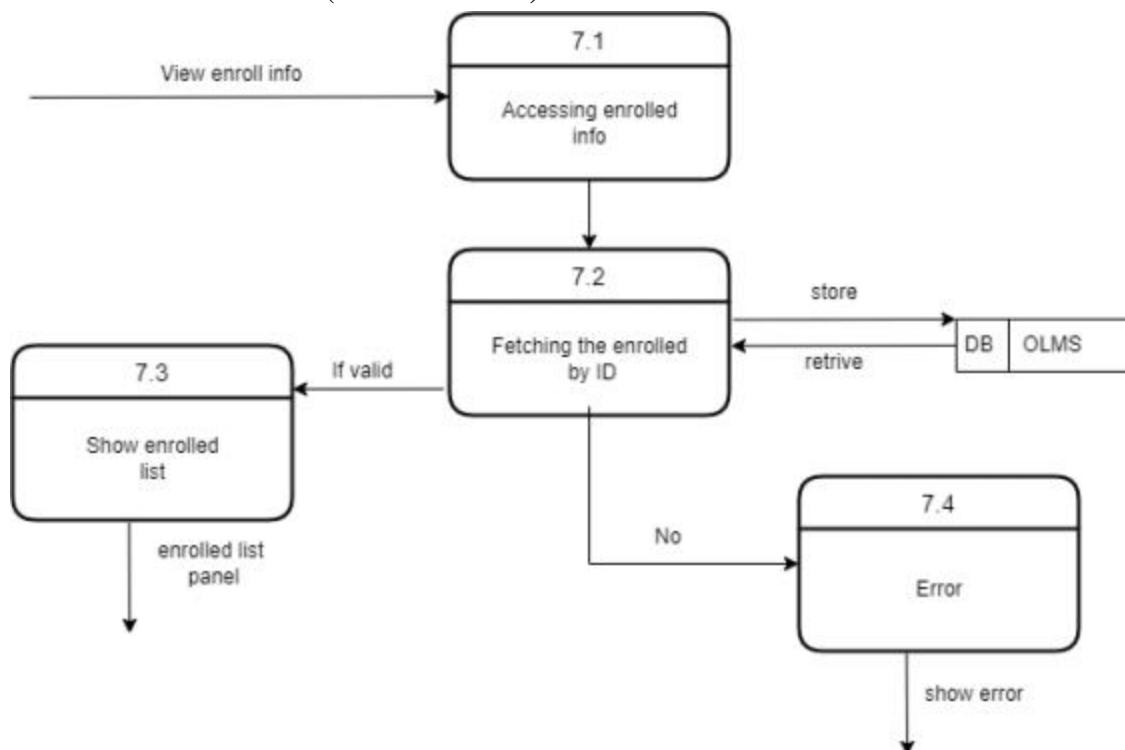 7.1
View enroll info
Accessing enrolled
info
7.2
store
Fetching the enrolled
by ID
DB
OLMS
retrive
If valid
7.3
Show enrolled
list
7.4
No
enrolled list
panel
Error
show error